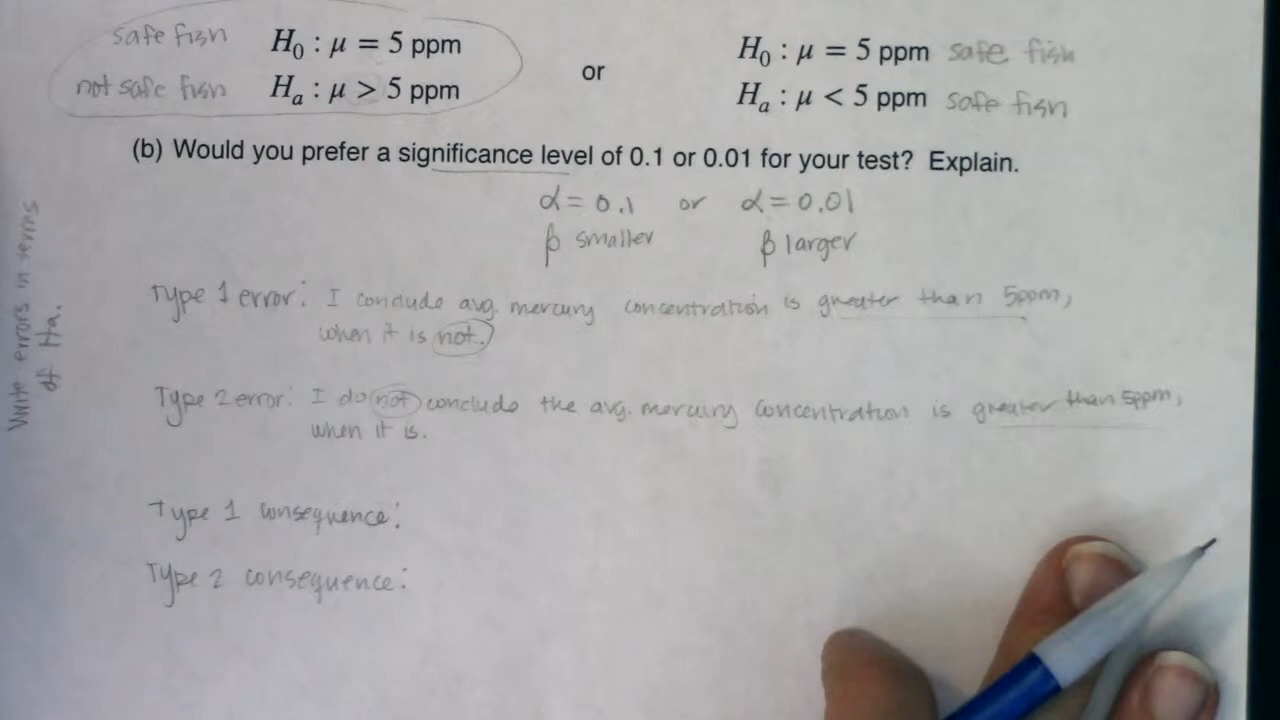 safe fish H₀ : μ = 5 ppm or H₀ : μ = 5 ppm safe fish
not safe fish Hₐ : μ > 5 ppm Hₐ : μ < 5 ppm safe fish
(b) Would you prefer a significance level of 0.1 or 0.01 for your test? Explain.
α = 0.1 or α = 0.01
β smaller β larger
Type 1 error: I conclude avg. mercury concentration is greater than 5ppm,
when it is not.
Type 2 error: I do not conclude the avg. mercury concentration is greater than 5ppm,
when it is.
Type 1 consequence:
Type 2 consequence:
Write errors in terms
of Ha.